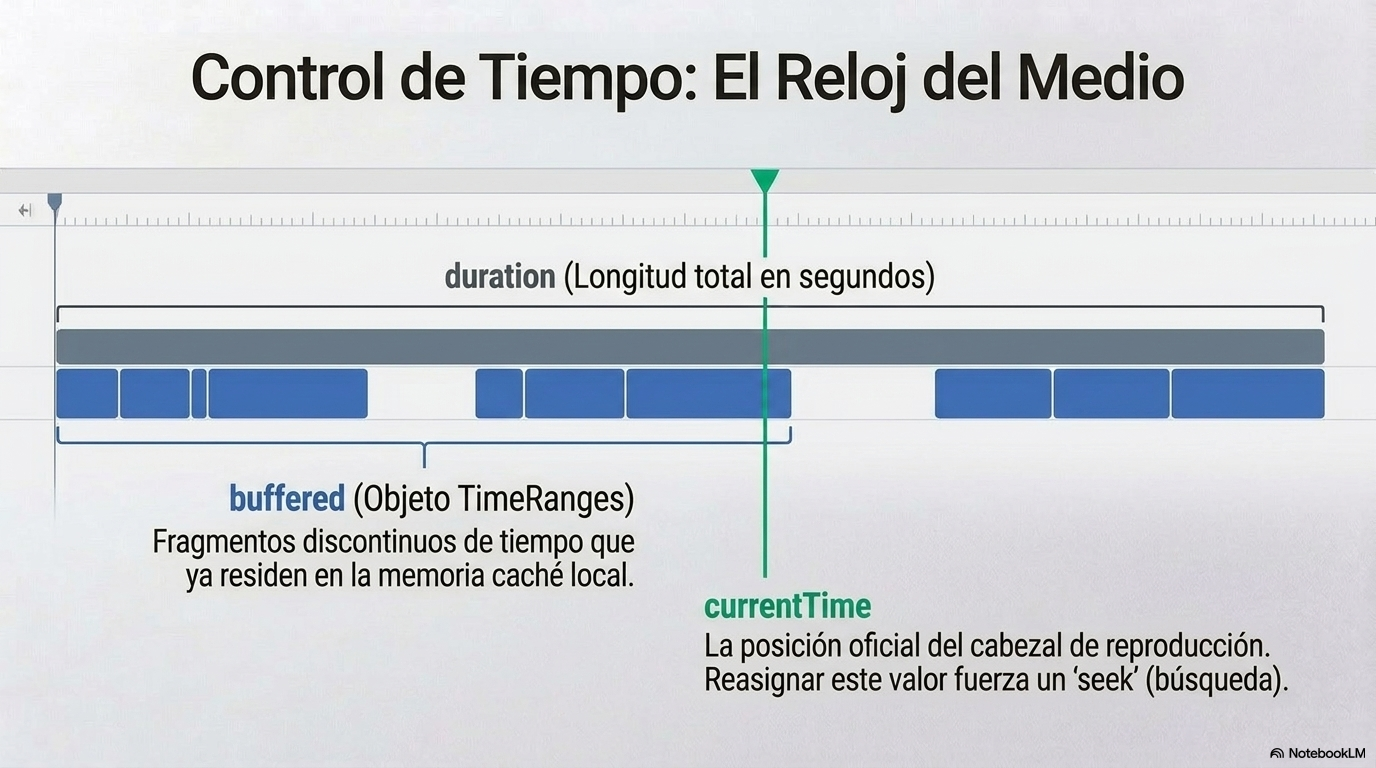 Control de Tiempo: El Reloj del Medio
duration (Longitud total en segundos)
buffered (Objeto TimeRanges)
Fragmentos discontinuos de tiempo que
ya residen en la memoria caché local.
currentTime
La posición oficial del cabezal de reproducción.
Reasignar este valor fuerza un ‘seek’ (búsqueda).
NotebookLM